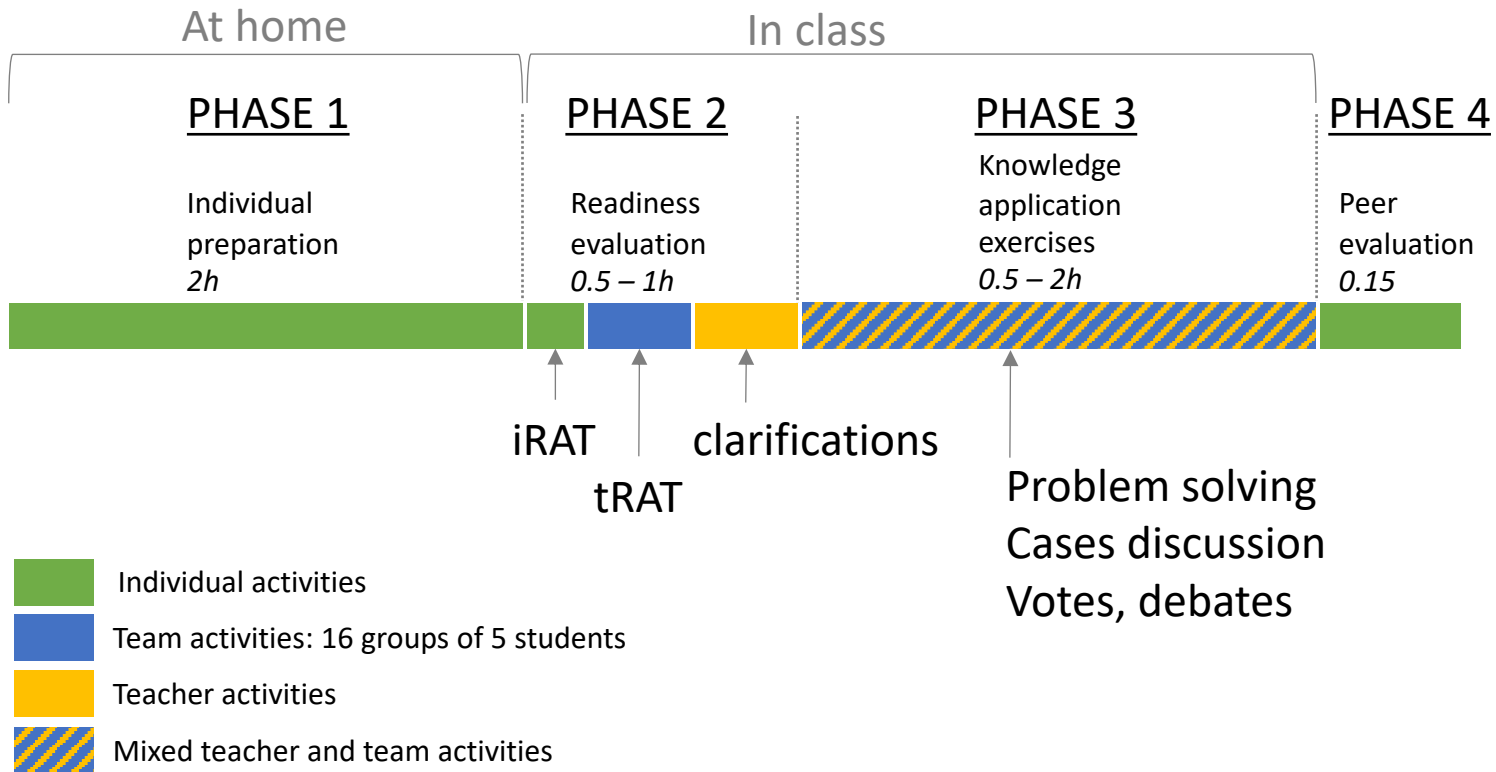 At home
In class
PHASE 1
PHASE 2
PHASE 3
PHASE 4
Individual
preparation
2h
Readiness
evaluation
0.5 – 1h
Knowledge
application
exercises
0.5 – 2h
Peer
evaluation
0.15
iRAT
tRAT
clarifications
Problem solving
Cases discussion
Votes, debates
Individual activities
Team activities: 16 groups of 5 students
Teacher activities
Mixed teacher and team activities